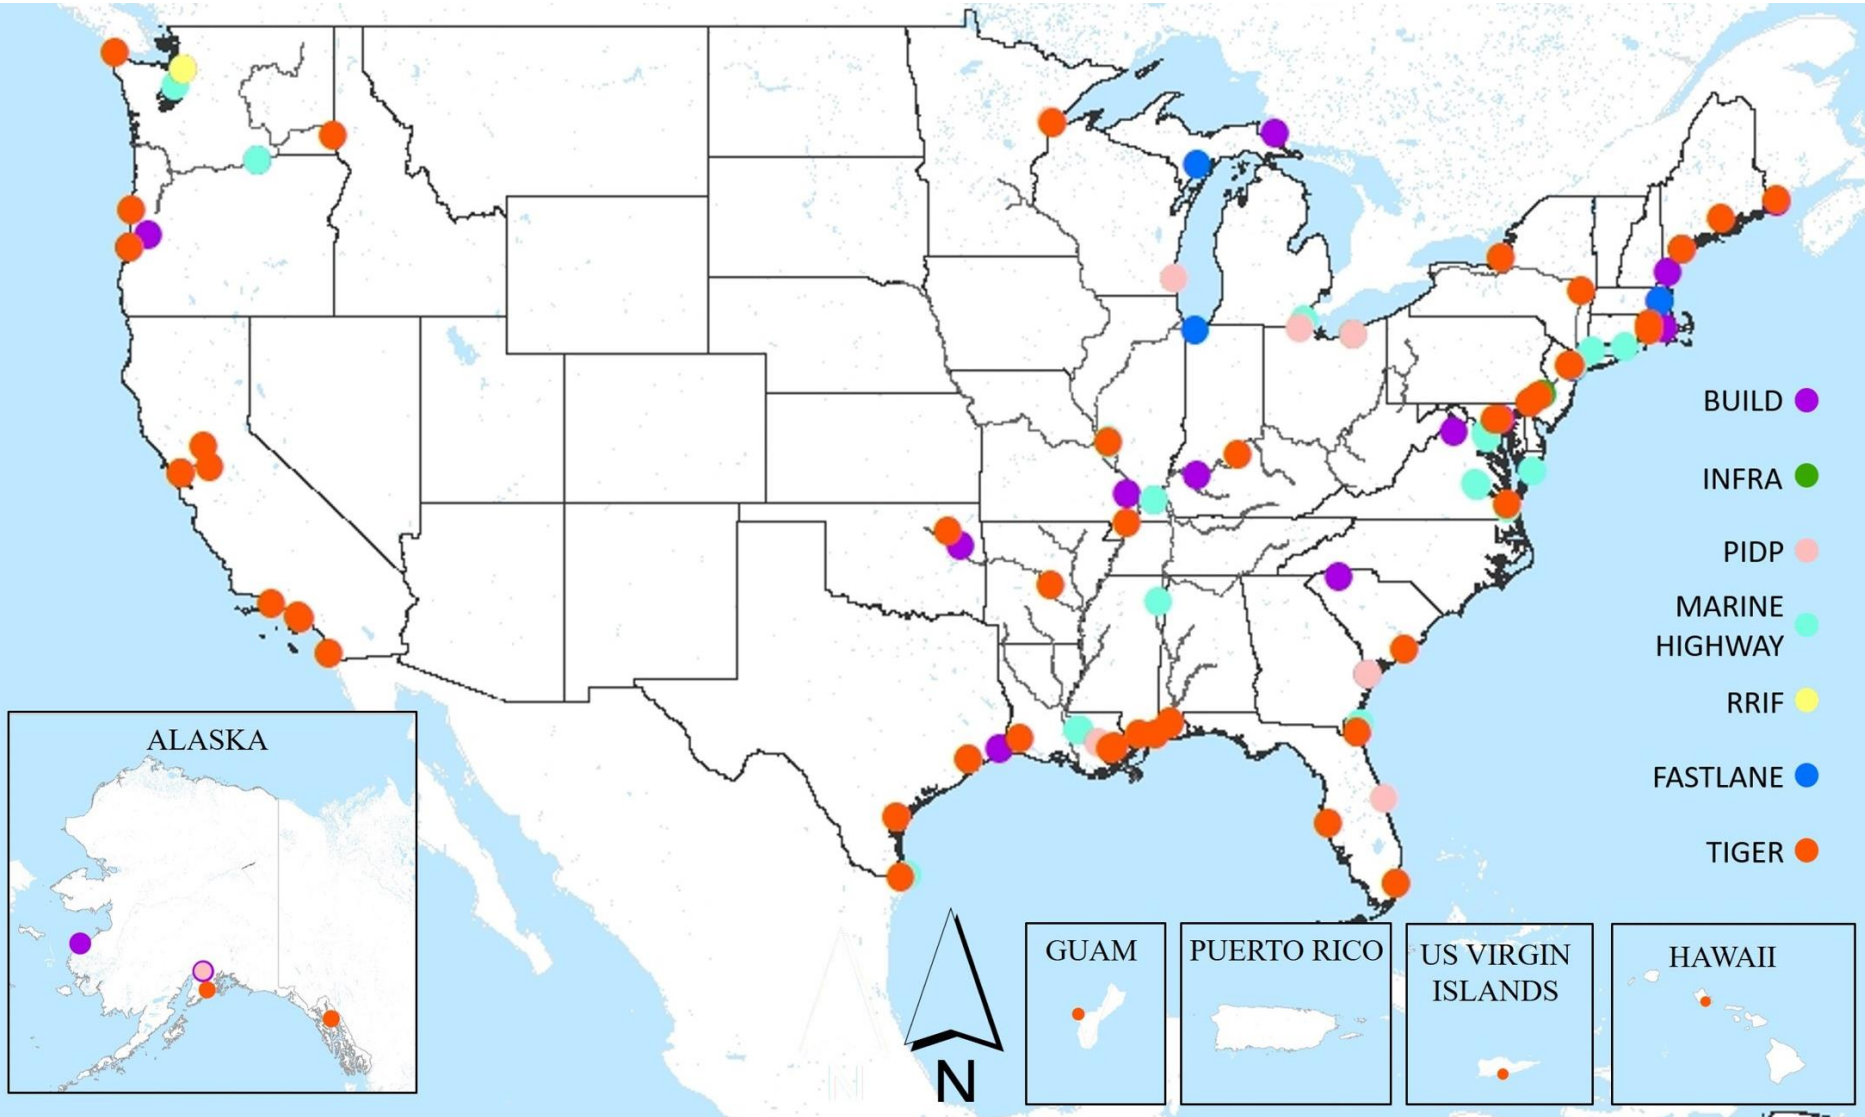 BUILD
INFRA
PIDP
MARINE
HIGHWAY
RRIF
FASTLANE
TIGER
ALASKA
GUAM
PUERTO RICO
US VIRGIN
ISLANDS
HAWAII
N
N